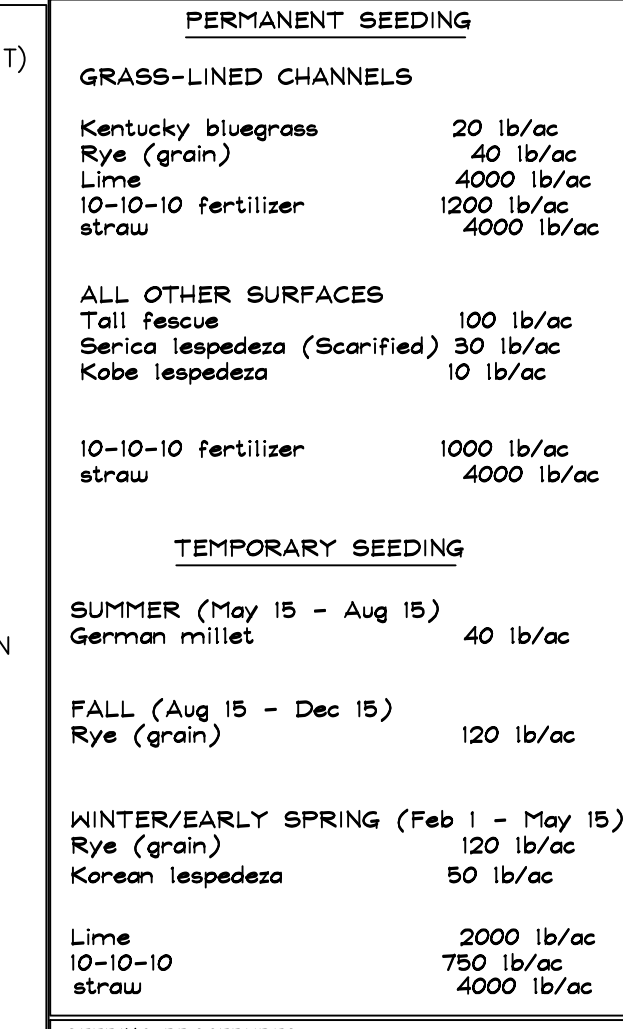 PERMANENT SEEDING
T)
GRASS-LINED CHANNELS
Kentucky bluegrass 20 lb/ac
Rye (grain) 40 lb/ac
Lime 4000 lb/ac
10-10-10 fertilizer 1200 lb/ac
straw 4000 lb/ac
ALL OTHER SURFACES
Tall fescue 100 lb/ac
Serica lespedeza (Scarified) 30 lb/ac
Kobe lespedeza 10 lb/ac
10-10-10 fertilizer 1000 lb/ac
straw 4000 lb/ac
TEMPORARY SEEDING
SUMMER (May 15 - Aug 15)
German millet 40 lb/ac
N
FALL (Aug 15 - Dec 15)
Rye (grain) 120 lb/ac
WINTER/EARLY SPRING (Feb 1 - May 15)
Rye (grain) 120 lb/ac
Korean lespedeza 50 lb/ac
Lime 2000 lb/ac
10-10-10 750 lb/ac
straw 4000 lb/ac